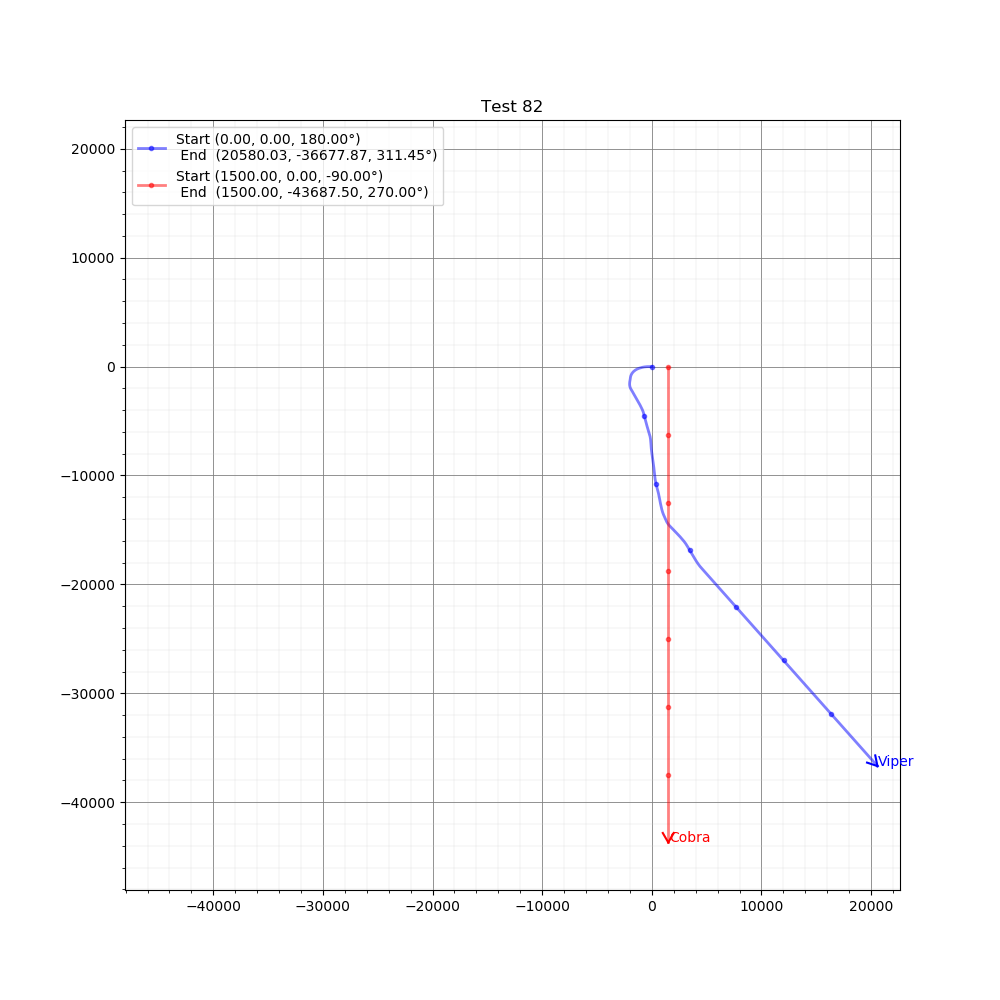 Test 82
Start (0.00, 0.00, 180.00°)
End (20580.03, -36677.87, 311.45°)
Start (1500.00, 0.00, -90.00°)
End (1500.00, -43687.50, 270.00°)
20000
10000
0
−10000
−20000
−30000
−40000
Viper
Cobra
−40000
−30000
−20000
−10000
0
10000
20000